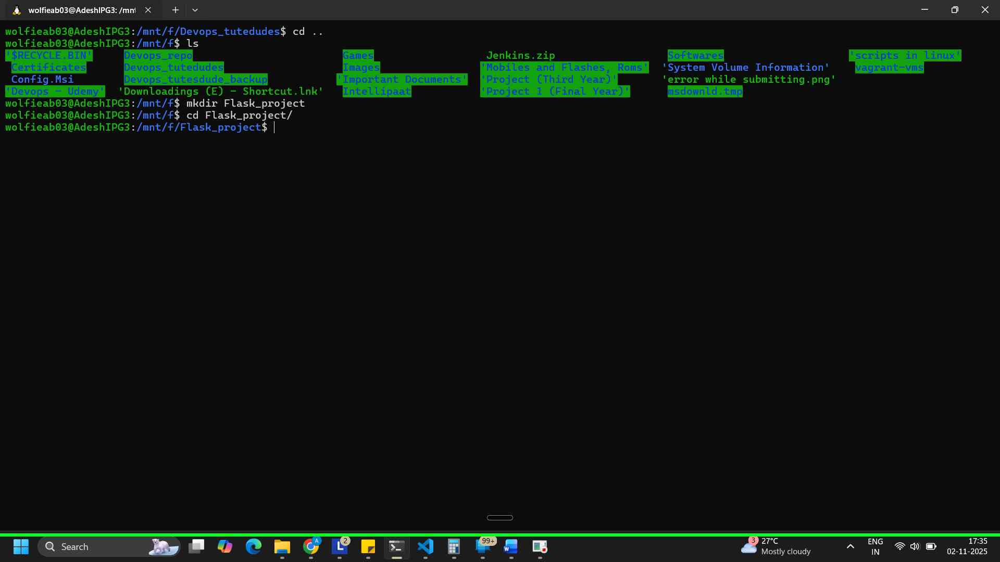 wolfieab03@AdeshIPG3: /mnt
wolfieab03@AdeshIPG3:/mnt/f/Devops_tutedudes$ cd ..
wolfieab03@AdeshIPG3:/mnt/f$ ls
'$RECYCLE.BIN' Devops_repo Games Jenkins.zip Softwares 'scripts in linux'
Certificates Devops_tutedudes Images 'Mobiles and Flashes, Roms' 'System Volume Information' vagrant-vms
Config.Msi Devops_tutesdude_backup 'Important Documents' 'Project (Third Year)' 'error while submitting.png'
'Devops - Udemy' 'Downloadings (E) - Shortcut.lnk' Intellipaat 'Project 1 (Final Year)' msdownld.tmp
wolfieab03@AdeshIPG3:/mnt/f$ mkdir Flask_project
wolfieab03@AdeshIPG3:/mnt/f$ cd Flask_project/
wolfieab03@AdeshIPG3:/mnt/f/Flask_project$
Search A L 2 99+ W 3 27°C ENG 17:35
Mostly cloudy IN 02-11-2025